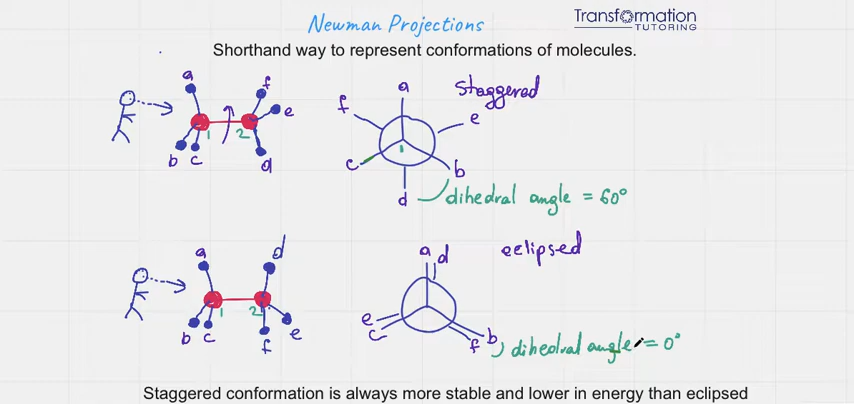 Newman Projections
Transformation
TUTORING
Shorthand way to represent conformations of molecules.
a
f
e
1
2
b
c
d
a
staggered
f
e
1
c
b
d
dihedral angle = 60°
a
d
1
2
b
c
f
e
a d
eclipsed
e
c
b
f
dihedral angle = 0°
Staggered conformation is always more stable and lower in energy than eclipsed